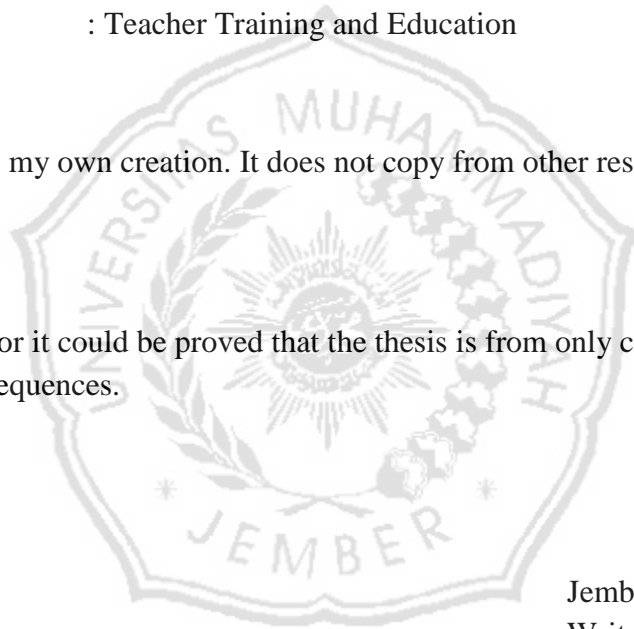 : Teacher Training and Education
UNIVERSITAS MUHAMMADIYAH
my own creation. It does not copy from other res
or it could be proved that the thesis is from only c
equences.
JEMBER
Jemb